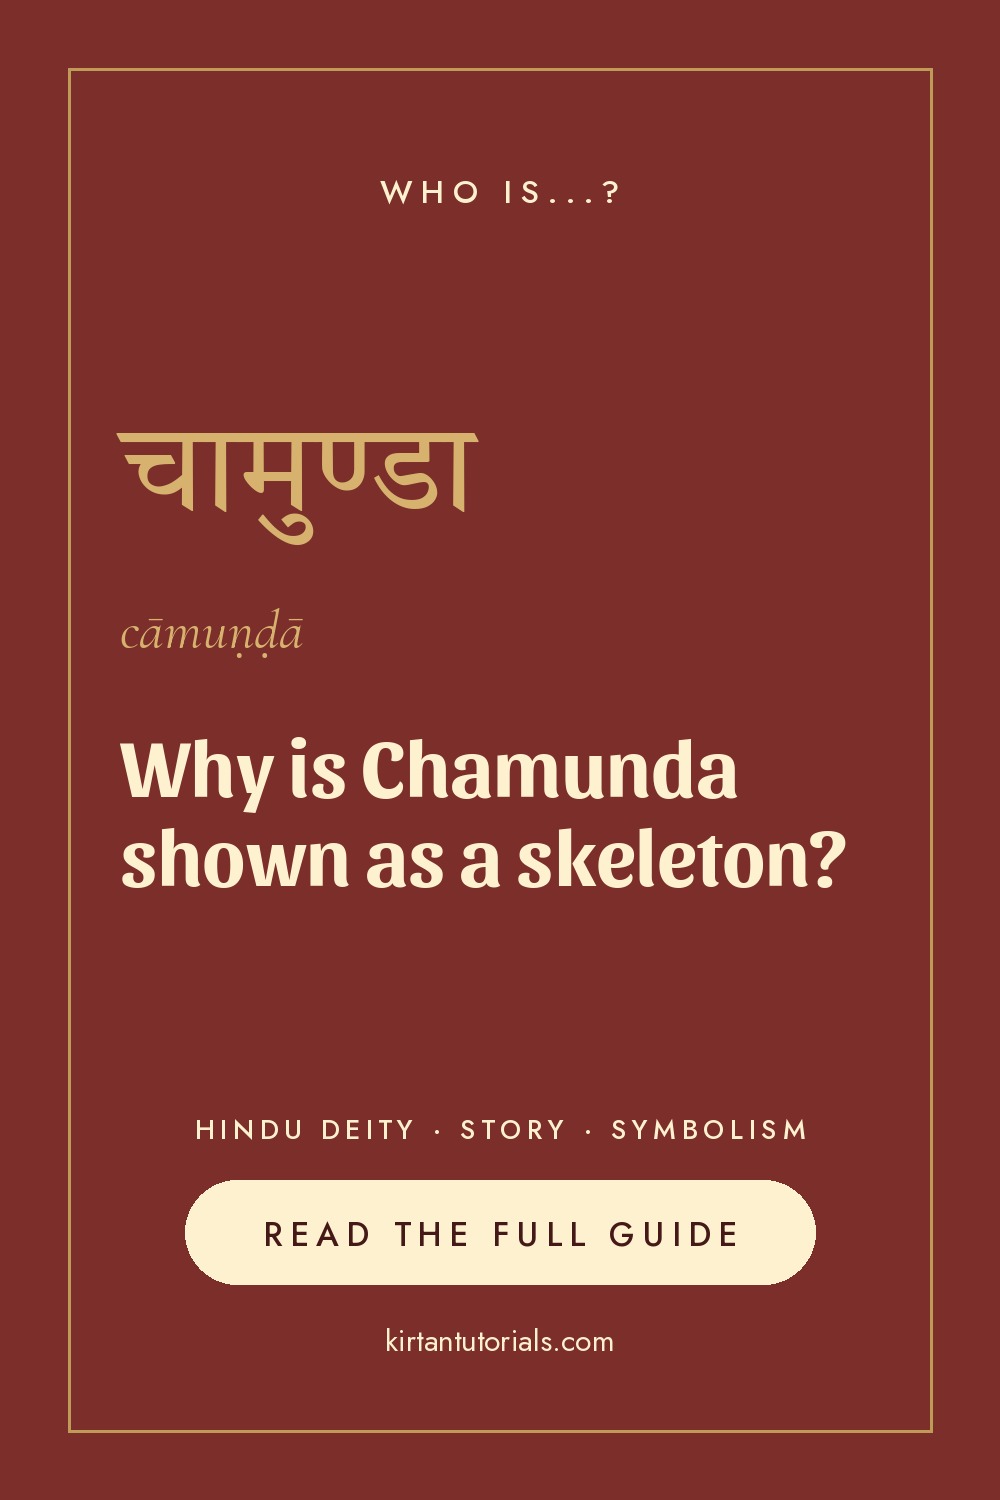 WHO IS...?
चामुण्डा
cāmuṇḍā
Why is Chamunda
shown as a skeleton?
HINDU DEITY · STORY · SYMBOLISM
READ THE FULL GUIDE
kirtantutorials.com